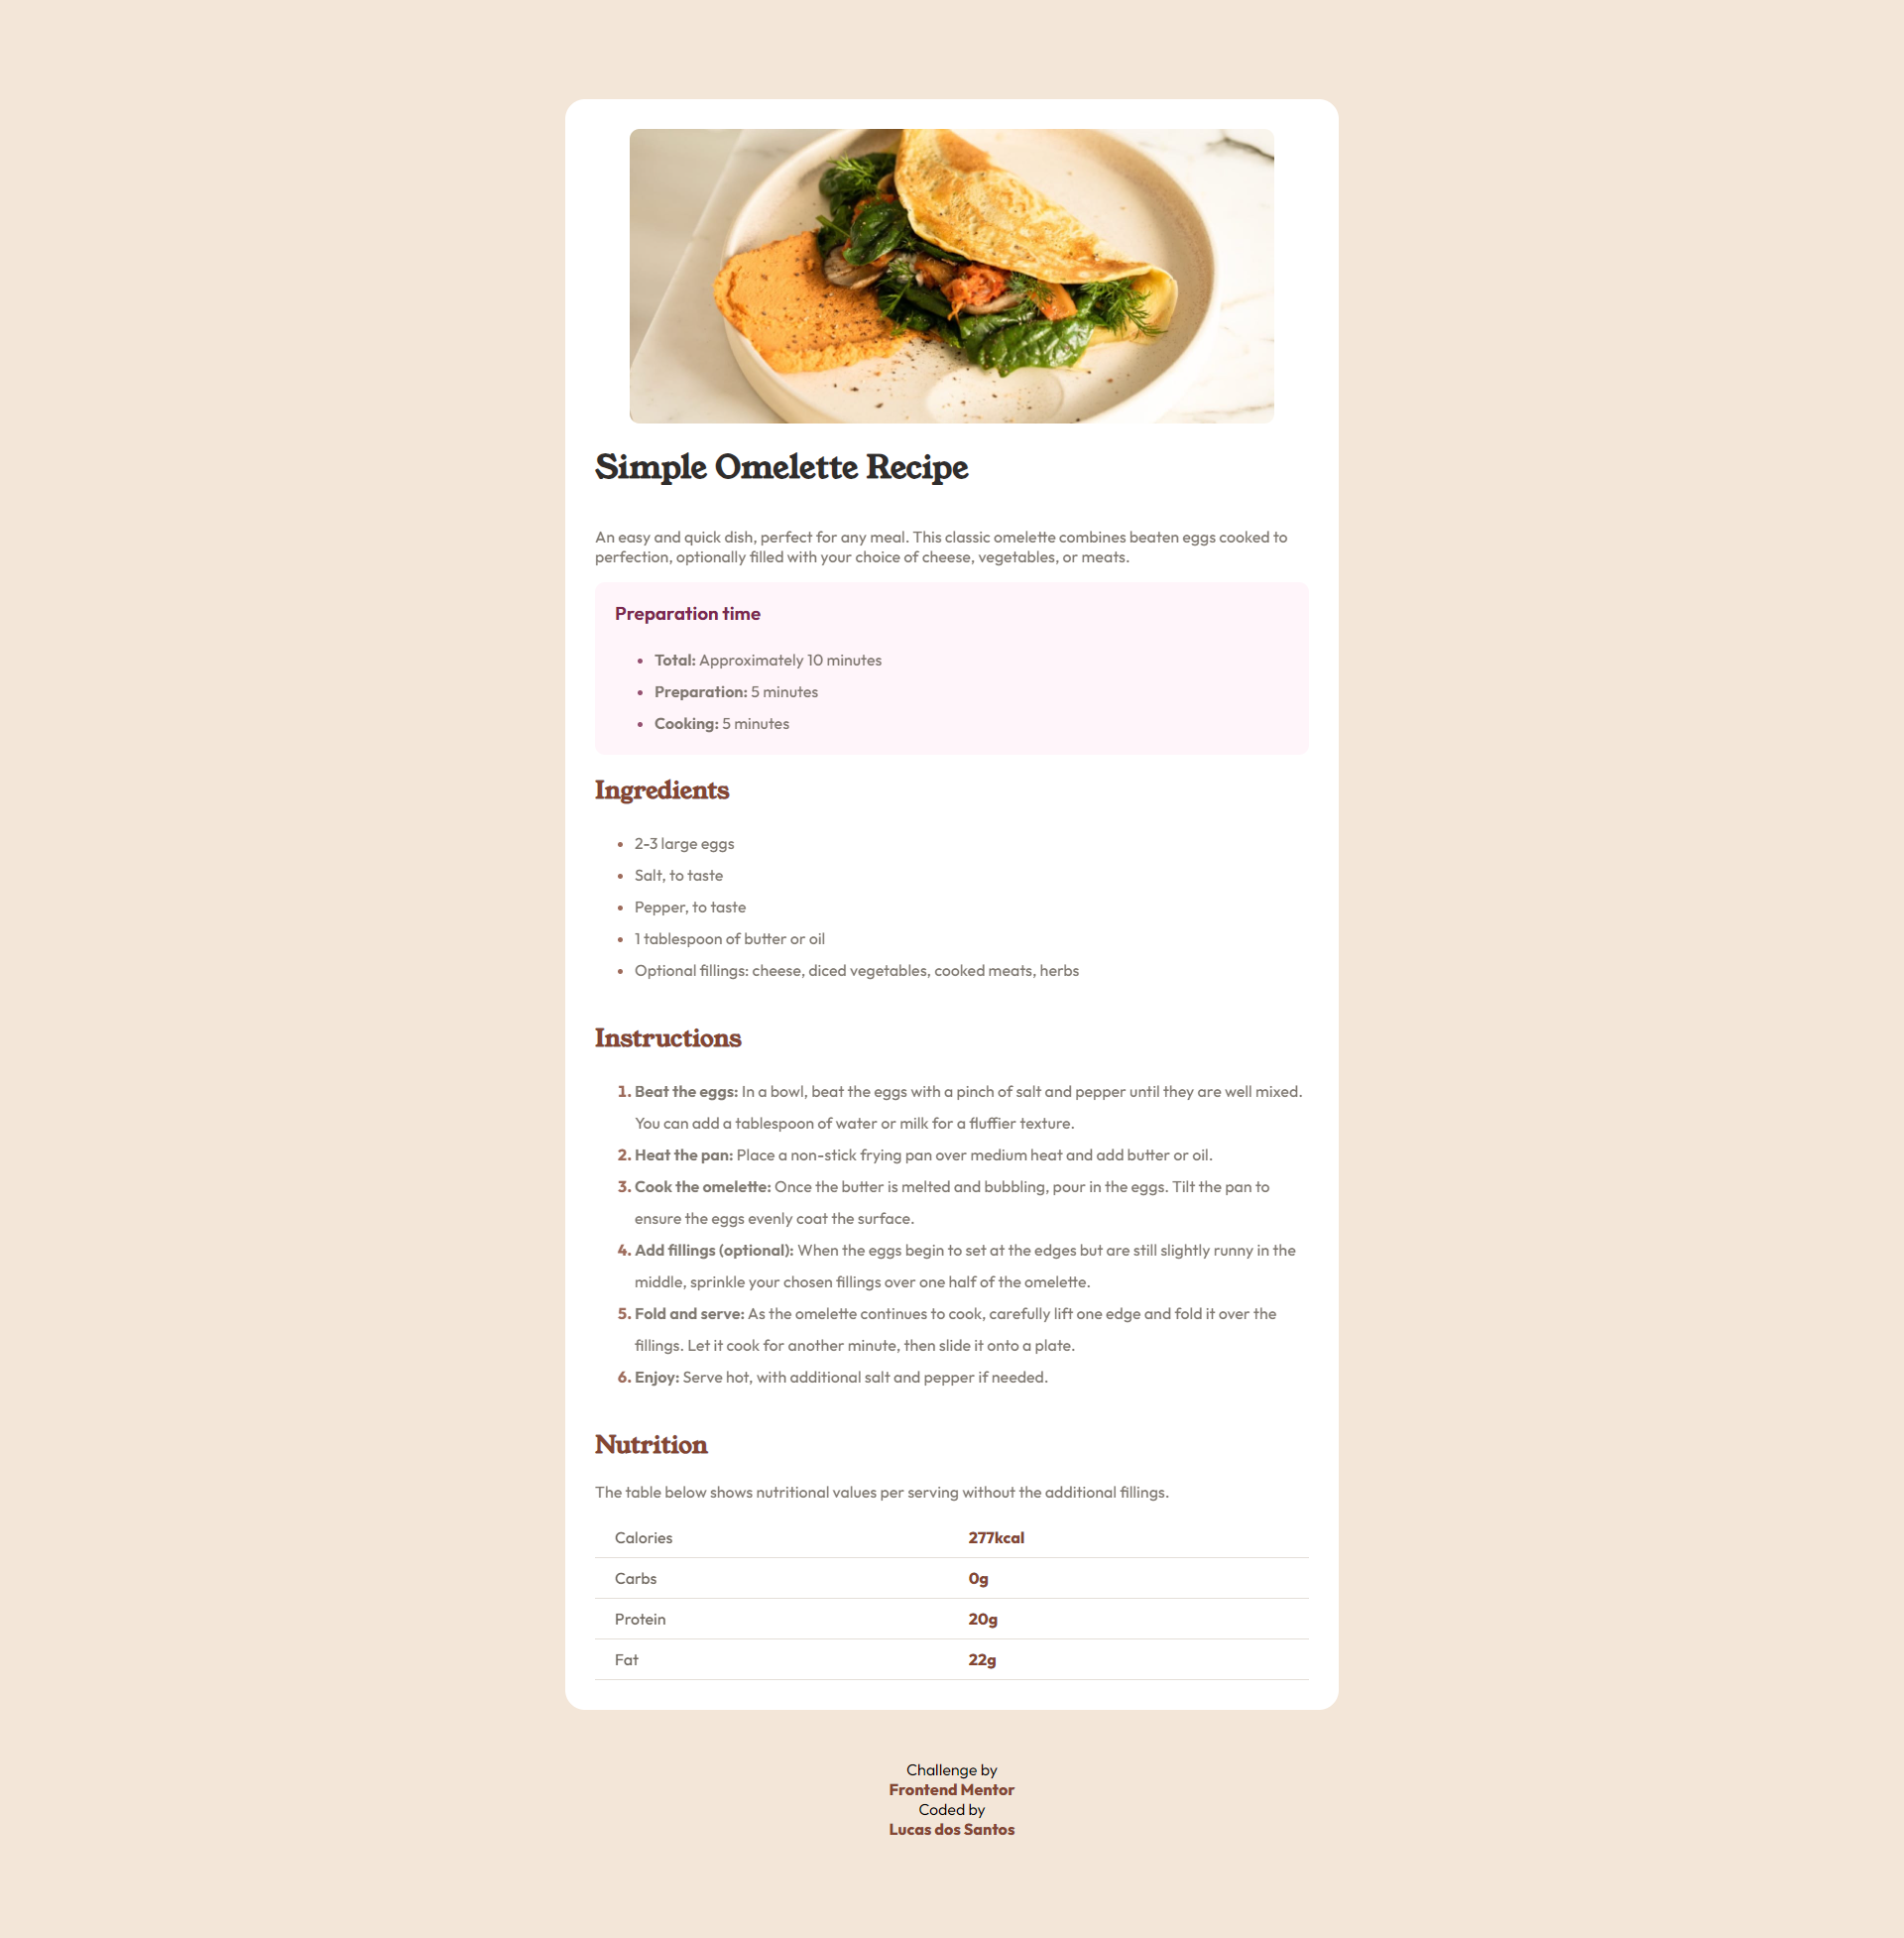 Simple Omelette Recipe
An easy and quick dish, perfect for any meal. This classic omelette combines beaten eggs cooked to
perfection, optionally filled with your choice of cheese, vegetables, or meats.
Preparation time
• Total: Approximately 10 minutes
• Preparation: 5 minutes
• Cooking: 5 minutes
Ingredients
• 2-3 large eggs
• Salt, to taste
• Pepper, to taste
• 1 tablespoon of butter or oil
• Optional fillings: cheese, diced vegetables, cooked meats, herbs
Instructions
1. Beat the eggs: In a bowl, beat the eggs with a pinch of salt and pepper until they are well mixed.
You can add a tablespoon of water or milk for a fluffier texture.
2. Heat the pan: Place a non-stick frying pan over medium heat and add butter or oil.
3. Cook the omelette: Once the butter is melted and bubbling, pour in the eggs. Tilt the pan to
ensure the eggs evenly coat the surface.
4. Add fillings (optional): When the eggs begin to set at the edges but are still slightly runny in the
middle, sprinkle your chosen fillings over one half of the omelette.
5. Fold and serve: As the omelette continues to cook, carefully lift one edge and fold it over the
fillings. Let it cook for another minute, then slide it onto a plate.
6. Enjoy: Serve hot, with additional salt and pepper if needed.
Nutrition
The table below shows nutritional values per serving without the additional fillings.
Calories 277kcal
Carbs 0g
Protein 20g
Fat 22g
Challenge by
Frontend Mentor
Coded by
Lucas dos Santos